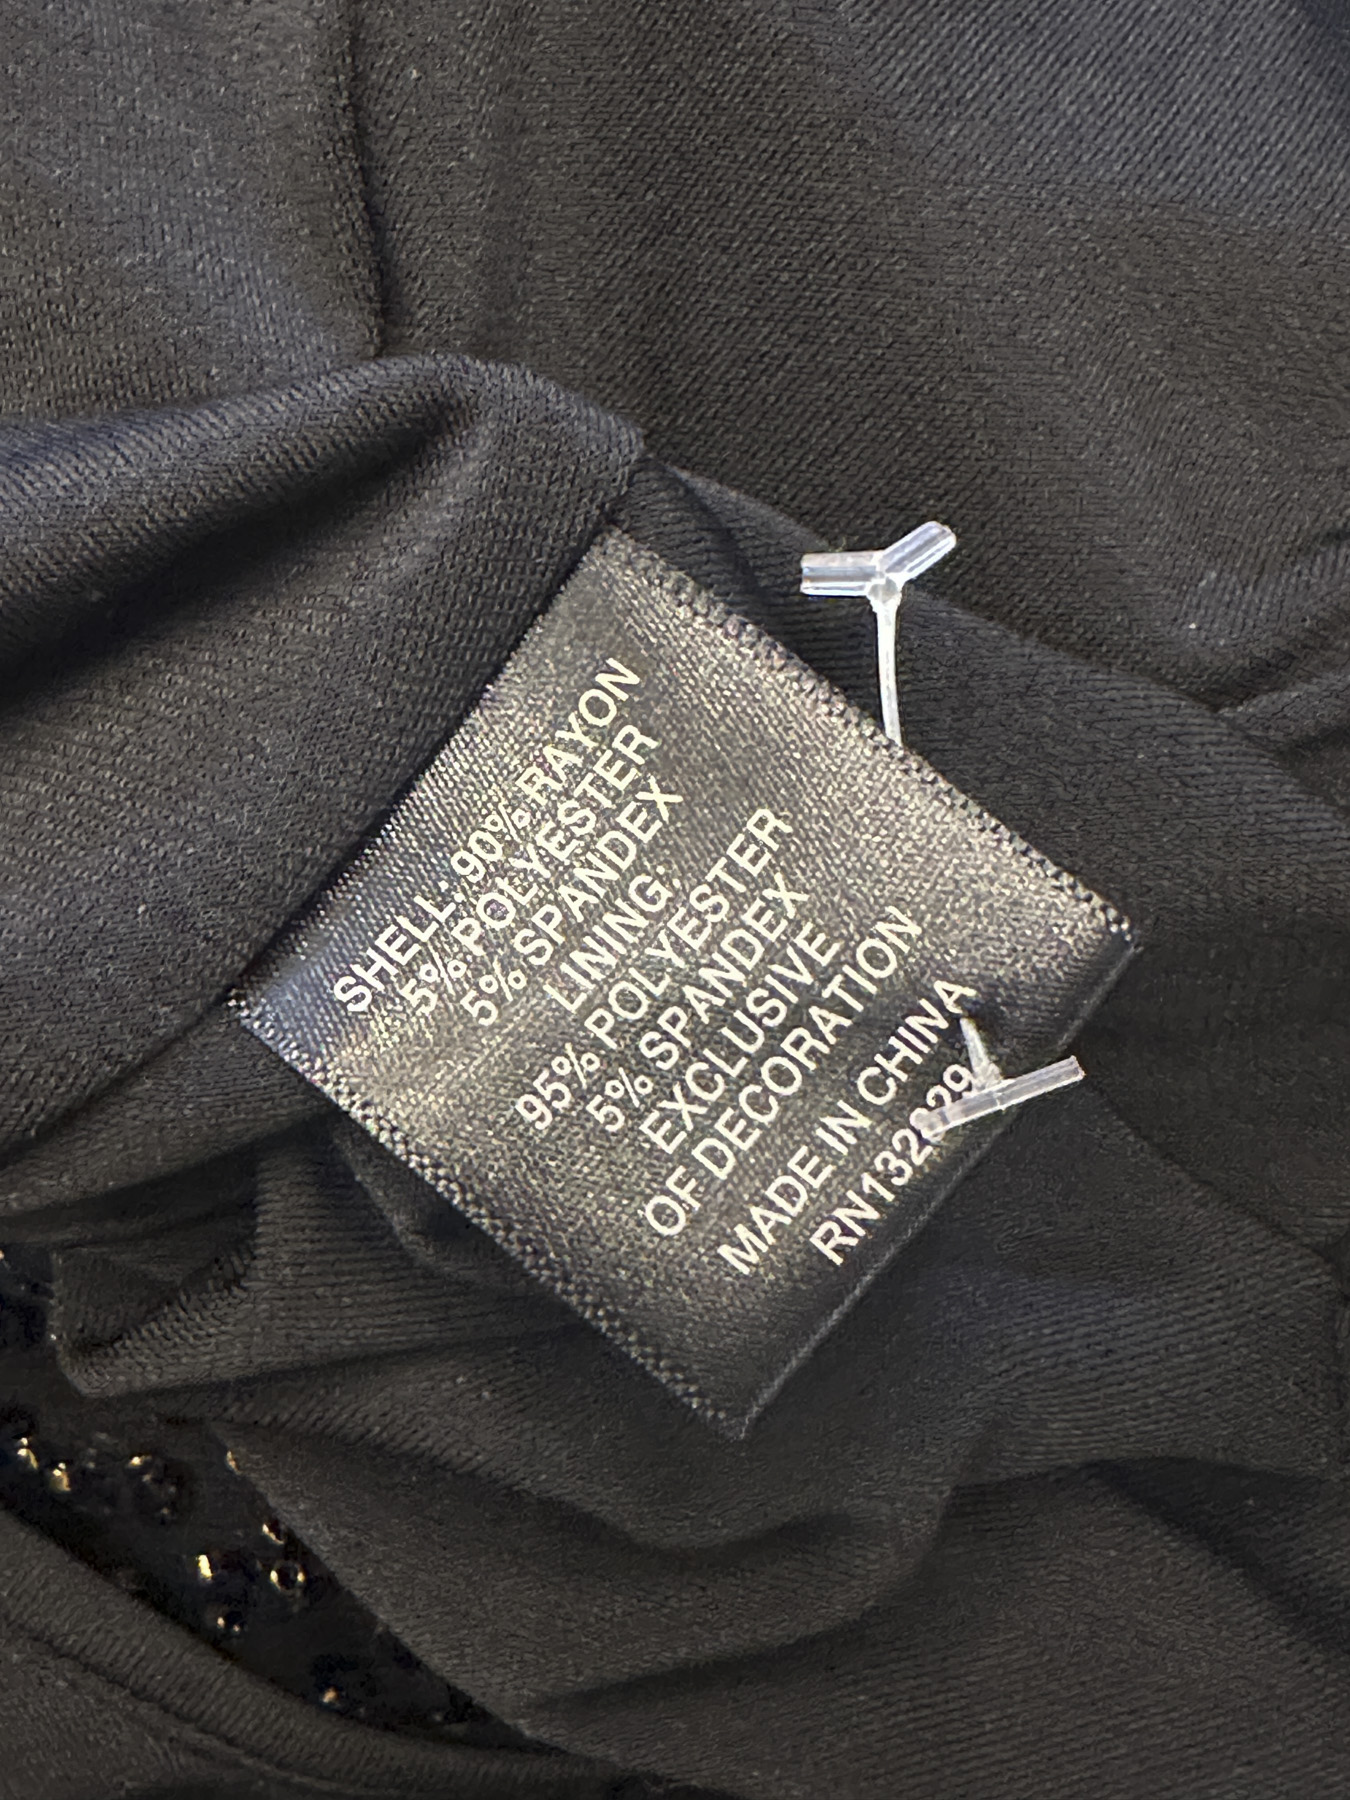 SHELL: 90% RAYON
5% POLYESTER
5% SPANDEX
LINING:
95% POLYESTER
5% SPANDEX
EXCLUSIVE
OF DECORATION
MADE IN CHINA